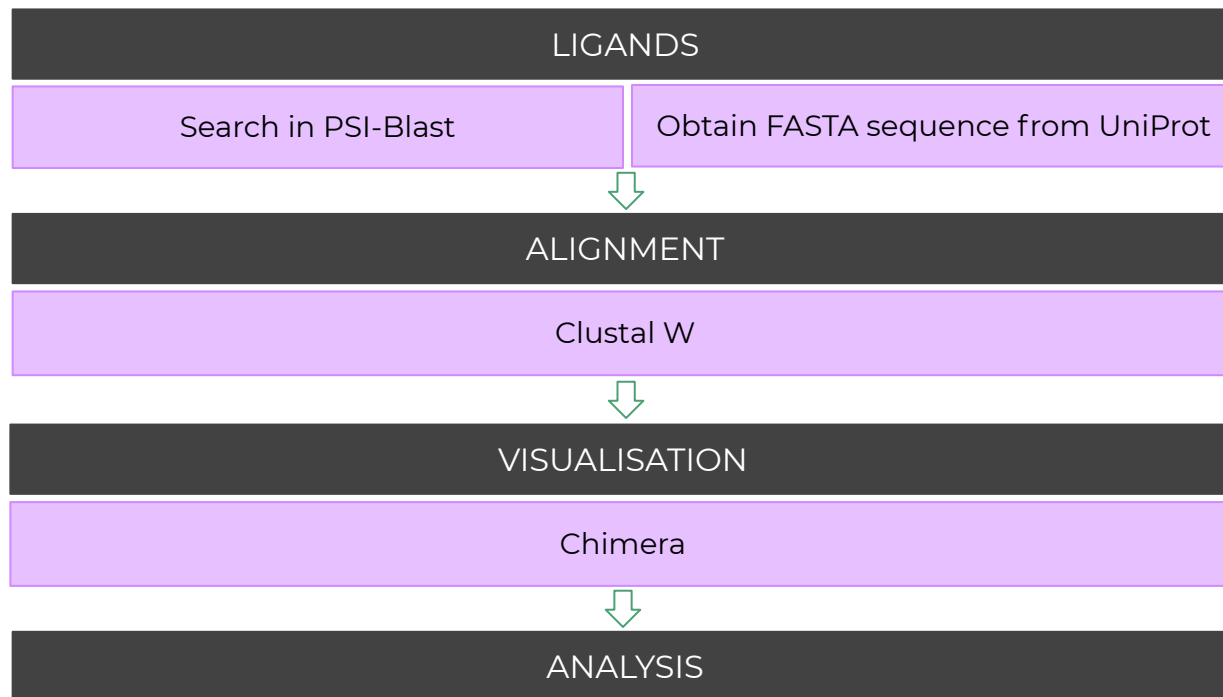 LIGANDS
Search in PSI-Blast
Obtain FASTA sequence from UniProt
ALIGNMENT
Clustal W
VISUALISATION
Chimera
ANALYSIS